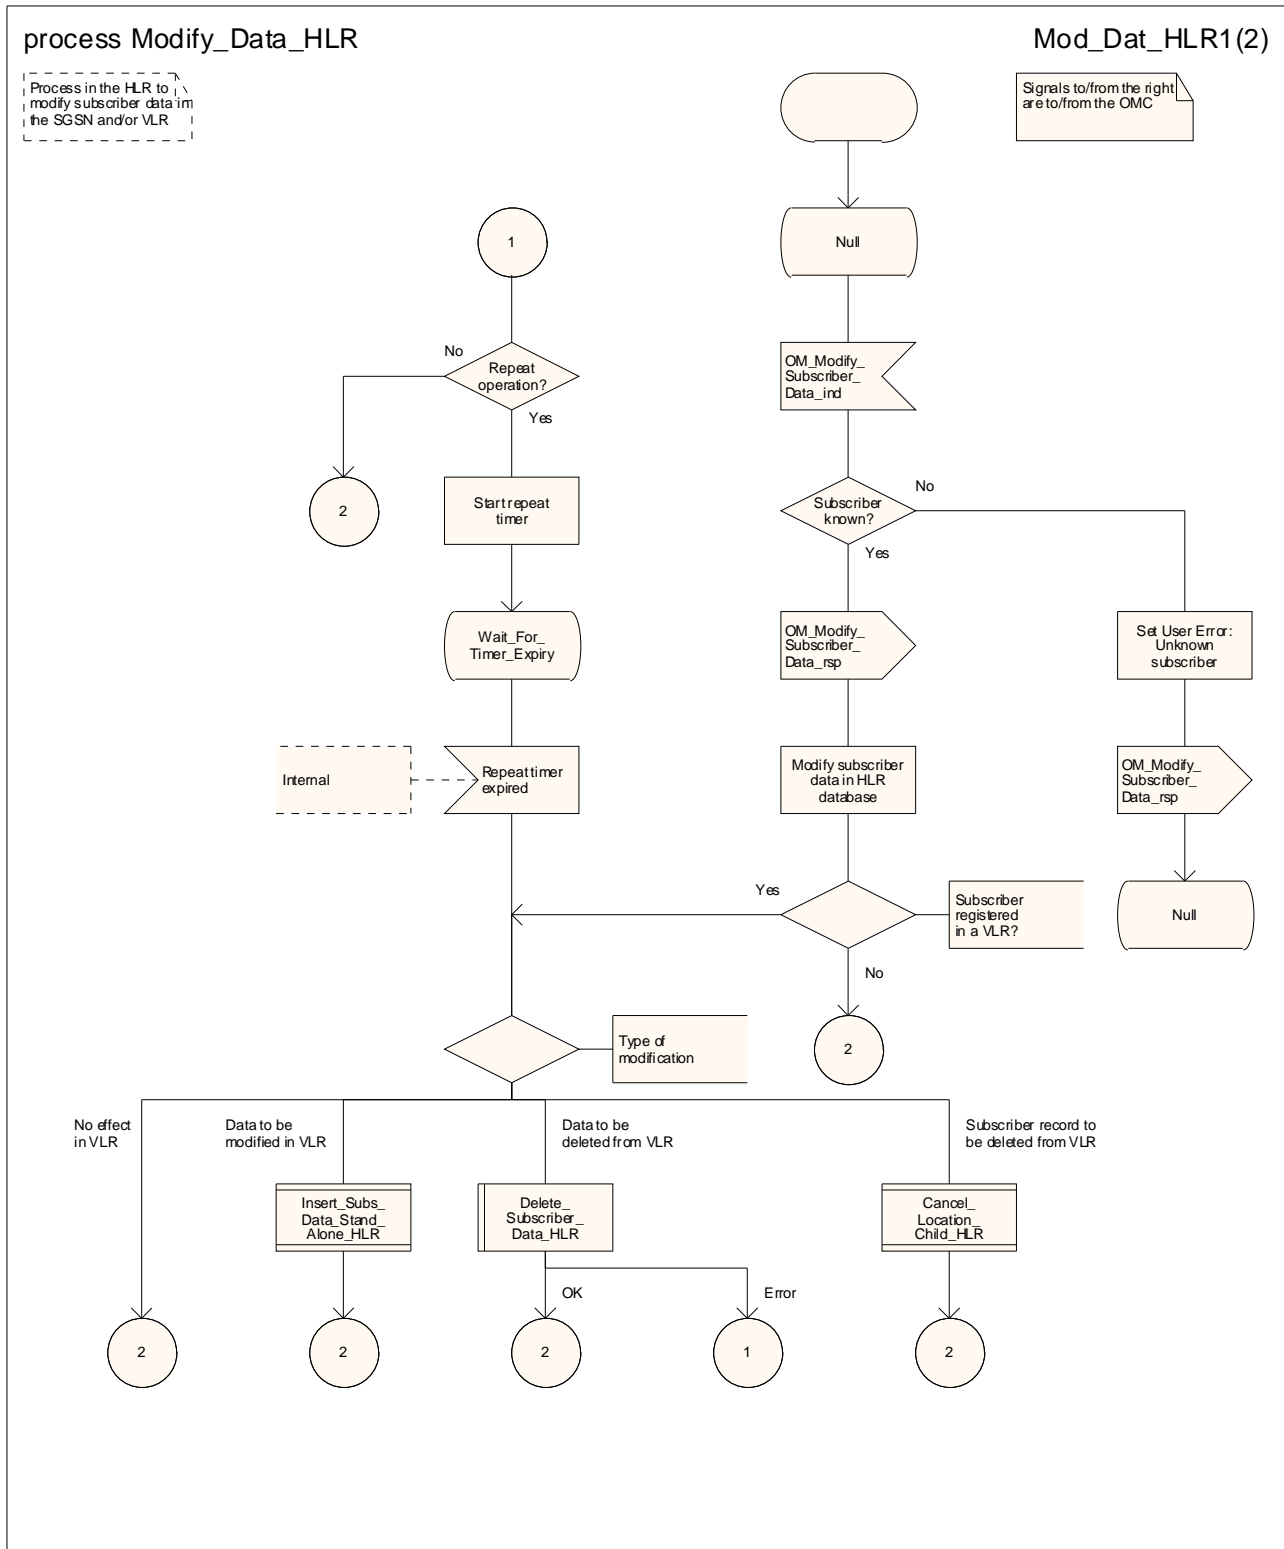 process Modify_Data_HLR
Mod_Dat_HLR1(2)
Process in the HLR to
modify subscriber data in
the SGSN and/or VLR
Signals to/from the right
are to/from the OMC
Null
1
OM_Modify_
Subscriber_
Data_ind
No
Repeat
operation?
Yes
2
Start repeat
timer
Subscriber
known?
No
Yes
Wait_For_
Timer_Expiry
OM_Modify_
Subscriber_
Data_rsp
Set User Error:
Unknown
subscriber
Internal
Repeat timer
expired
Modify subscriber
data in HLR
database
OM_Modify_
Subscriber_
Data_rsp
Yes
Subscriber
registered
in a VLR?
Null
No
2
Type of
modification
No effect
in VLR
Data to be
modified in VLR
Data to be
deleted from VLR
Subscriber record to
be deleted from VLR
Insert_Subs_
Data_Stand_
Alone_HLR
Delete_
Subscriber_
Data_HLR
Cancel_
Location_
Child_HLR
OK
Error
2
2
2
1
2